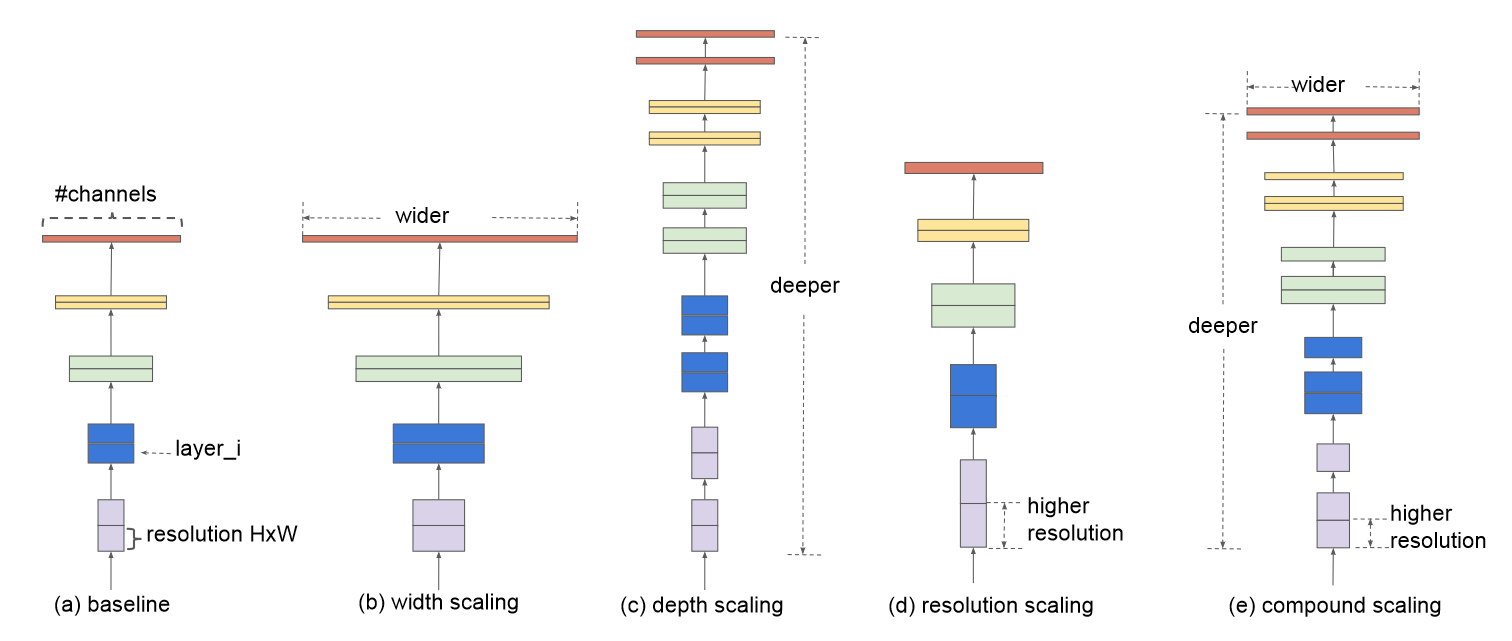 #channels
layer_i
resolution HxW
(a) baseline
wider
(b) width scaling
deeper
(c) depth scaling
higher
resolution
(d) resolution scaling
wider
deeper
higher
resolution
(e) compound scaling